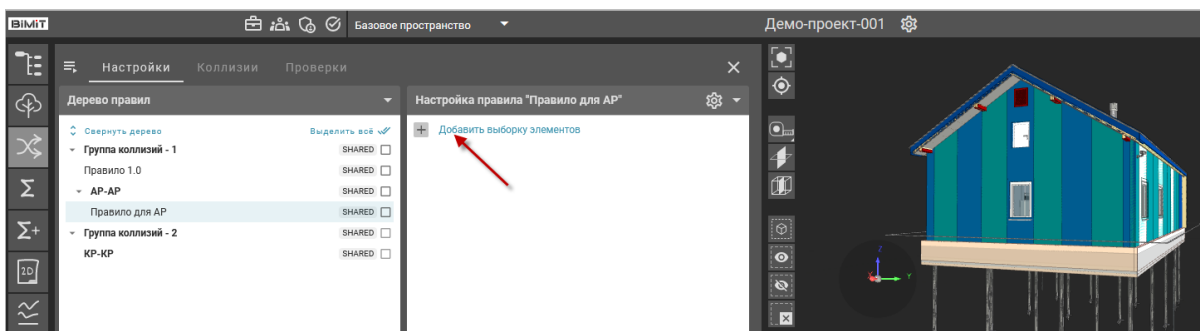 BIMIT Базовое пространство Демо-проект-001
Настройки Коллизии Проверки
Дерево правил
Настройка правила "Правило для АР"
Свернуть дерево Выделить всё
Добавить выборку элементов
Группа коллизий - 1 SHARED
Правило 1.0 SHARED
АР-АР SHARED
Правило для АР SHARED
Группа коллизий - 2 SHARED
КР-КР SHARED
Σ
Σ+
2D
Z
X
Y